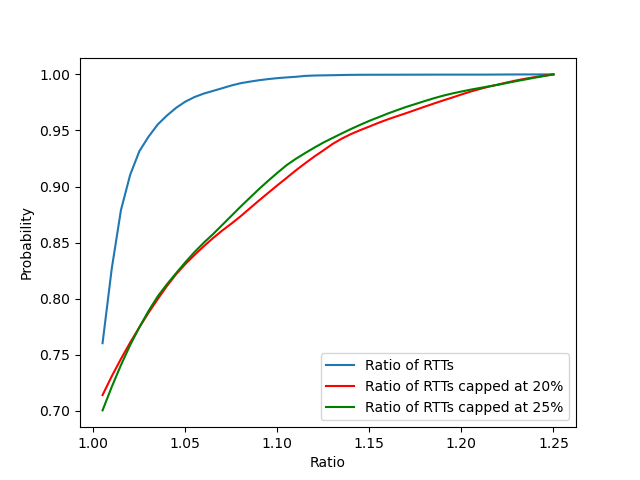 1.00
0.95
0.90
0.85
0.80
0.75
0.70
Probability
Ratio of RTTs
Ratio of RTTs capped at 20%
Ratio of RTTs capped at 25%
1.00 1.05 1.10 1.15 1.20 1.25
Ratio